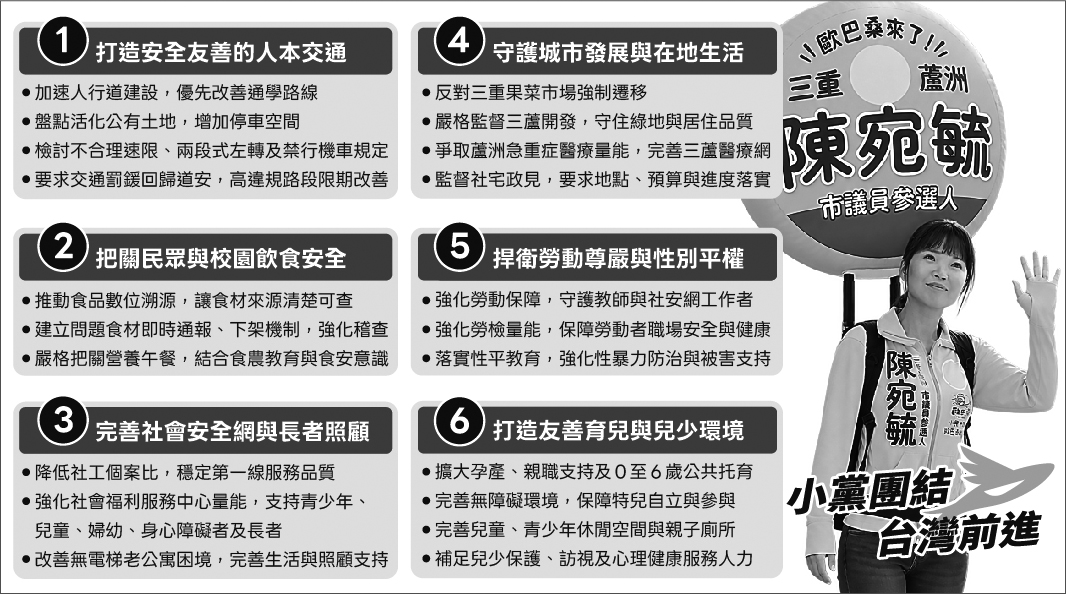 1 打造安全友善的人本交通
●加速人行道建設，優先改善通學路線
●盤點活化公有土地，增加停車空間
●檢討不合理速限、兩段式左轉及禁行機車規定
●要求交通罰鍰回歸道安，高違規路段限期改善
2 把關民眾與校園飲食安全
●推動食品數位溯源，讓食材來源清楚可查
●建立問題食材即時通報、下架機制，強化稽查
●嚴格把關營養午餐，結合食農教育與食安意識
3 完善社會安全網與長者照顧
●降低社工個案比，穩定第一線服務品質
●強化社會福利服務中心量能，支持青少年、
兒童、婦幼、身心障礙者及長者
●改善無電梯老公寓困境，完善生活與照顧支持
4 守護城市發展與在地生活
●反對三重果菜市場強制遷移
●嚴格監督三蘆開發，守住綠地與居住品質
●爭取蘆洲急重症醫療量能，完善三蘆醫療網
●監督社宅政見，要求地點、預算與進度落實
5 捍衛勞動尊嚴與性別平權
●強化勞動保障，守護教師與社安網工作者
●強化勞檢量能，保障勞動者職場安全與健康
●落實性平教育，強化性暴力防治與被害支持
6 打造友善育兒與兒少環境
●擴大孕產、親職支持及０至６歲公共托育
●完善無障礙環境，保障特兒自立與參與
●完善兒童、青少年休閒空間與親子廁所
●補足兒少保護、訪視及心理健康服務人力
歐巴桑來了!
三重 蘆洲
陳宛毓
市議員參選人
陳宛毓
市議員參選人
小黨團結
台灣前進